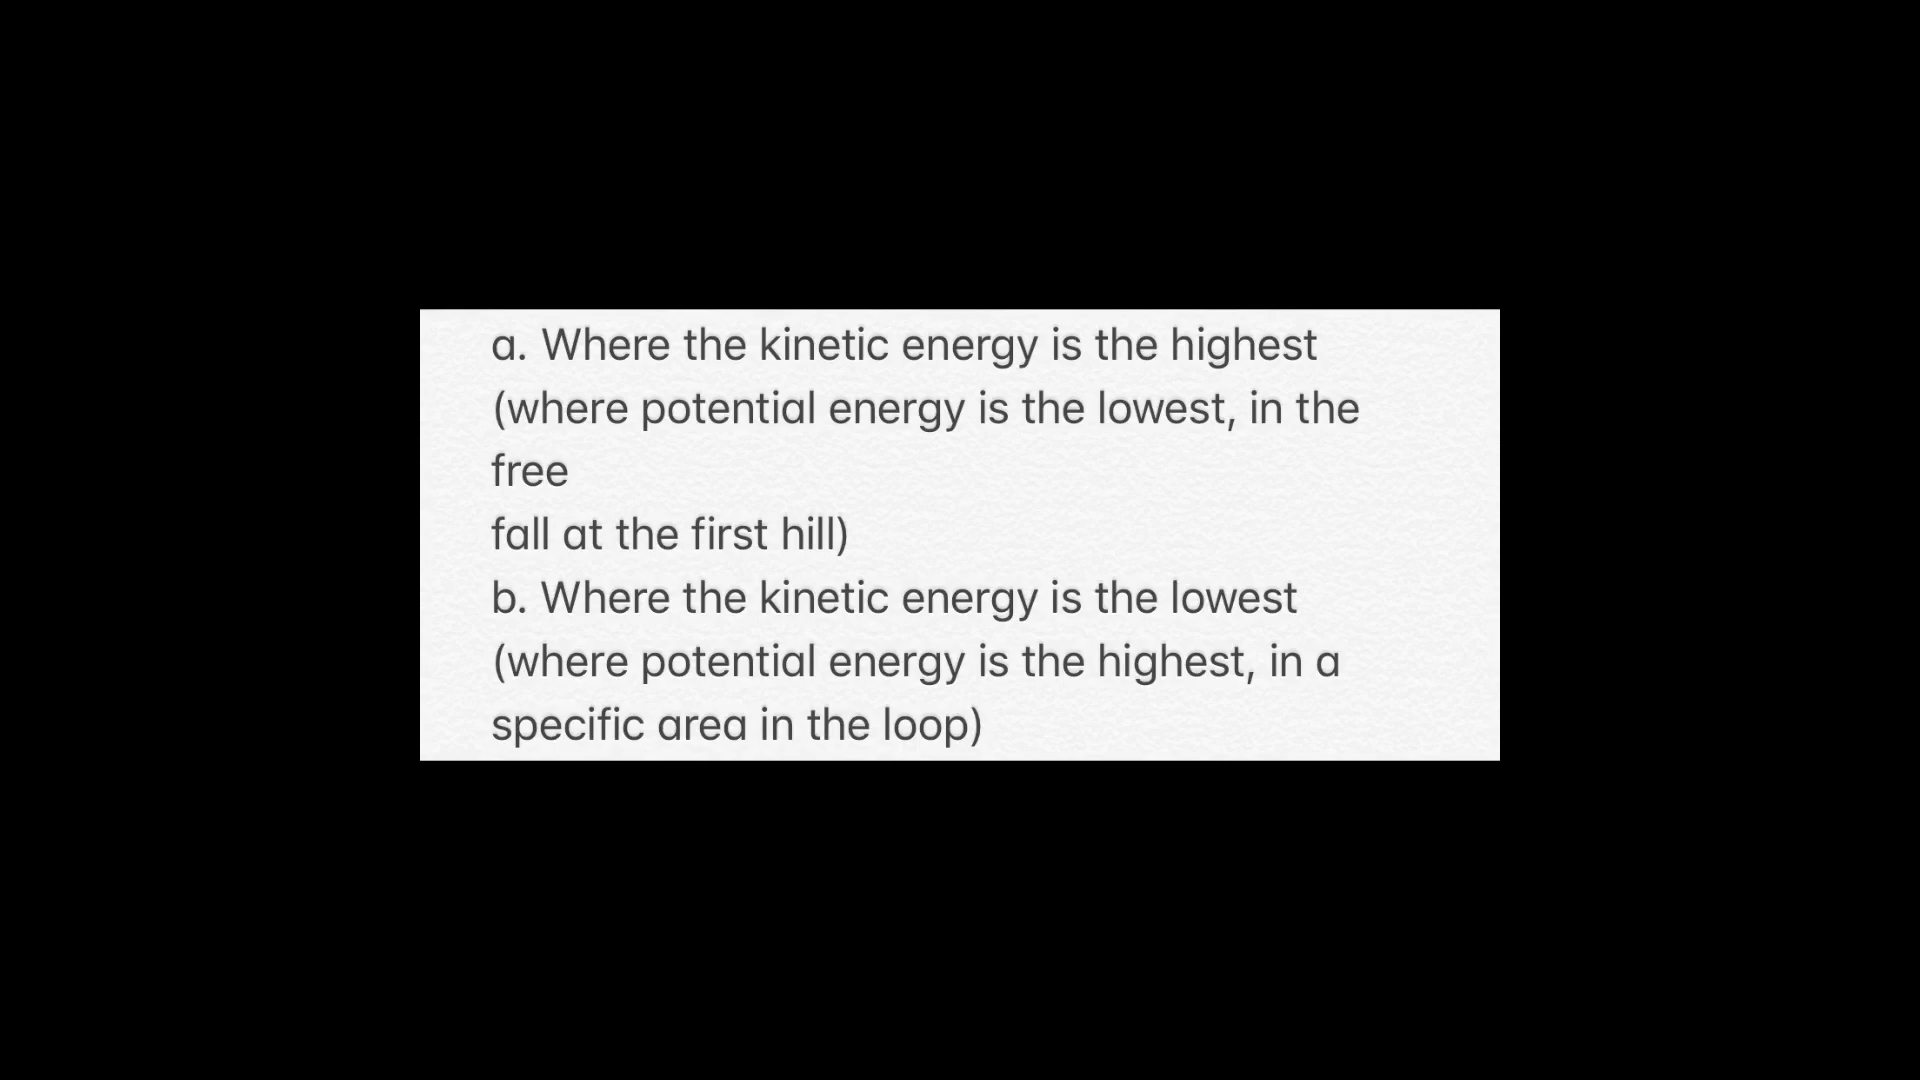 a. Where the kinetic energy is the highest
(where potential energy is the lowest, in the
free
fall at the first hill)
b. Where the kinetic energy is the lowest
(where potential energy is the highest, in a
specific area in the loop)